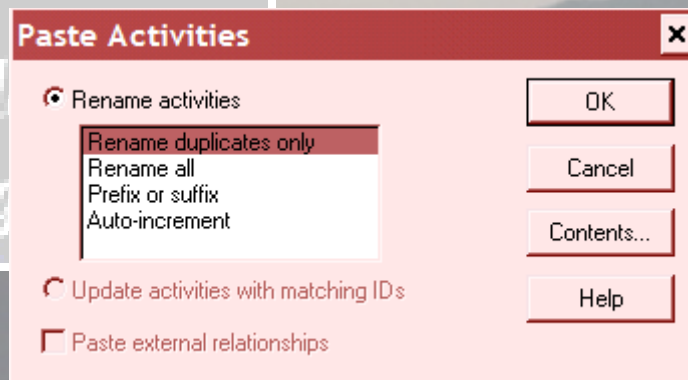 Paste Activities
Rename activities
Rename duplicates only
Rename all
Prefix or suffix
Auto-increment
Update activities with matching IDs
Paste external relationships
OK
Cancel
Contents...
Help